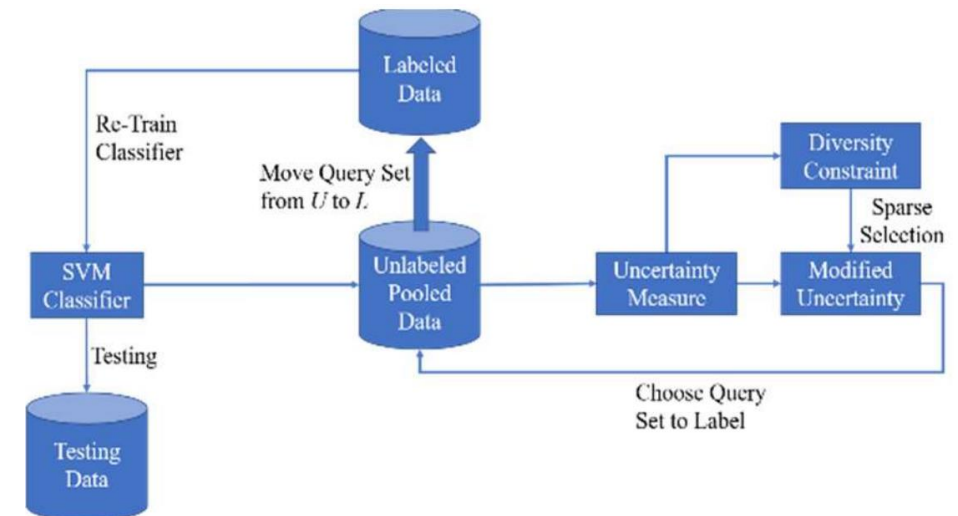 Labeled
Data
Re-Train
Classifier
Move Query Set
from U to L
Diversity
Constraint
Sparse
Selection
SVM
Classifier
Unlabeled
Pooled
Data
Uncertainty
Measure
Modified
Uncertainty
Testing
Choose Query
Set to Label
Testing
Data